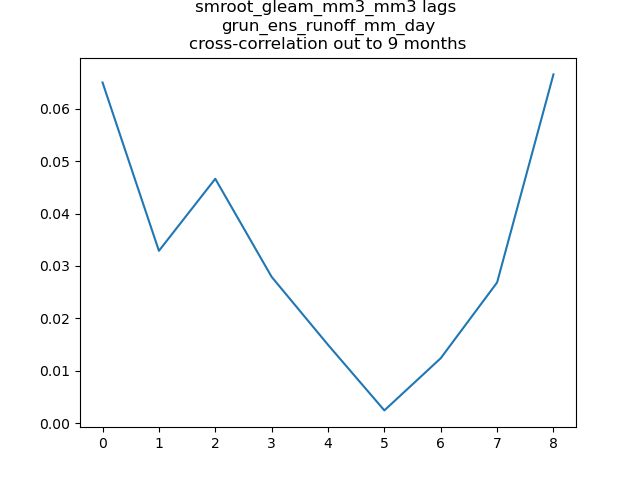 smroot_gleam_mm3_mm3 lags
grun_ens_runoff_mm_day
cross-correlation out to 9 months
0.06
0.05
0.04
0.03
0.02
0.01
0.00
0 1 2 3 4 5 6 7 8